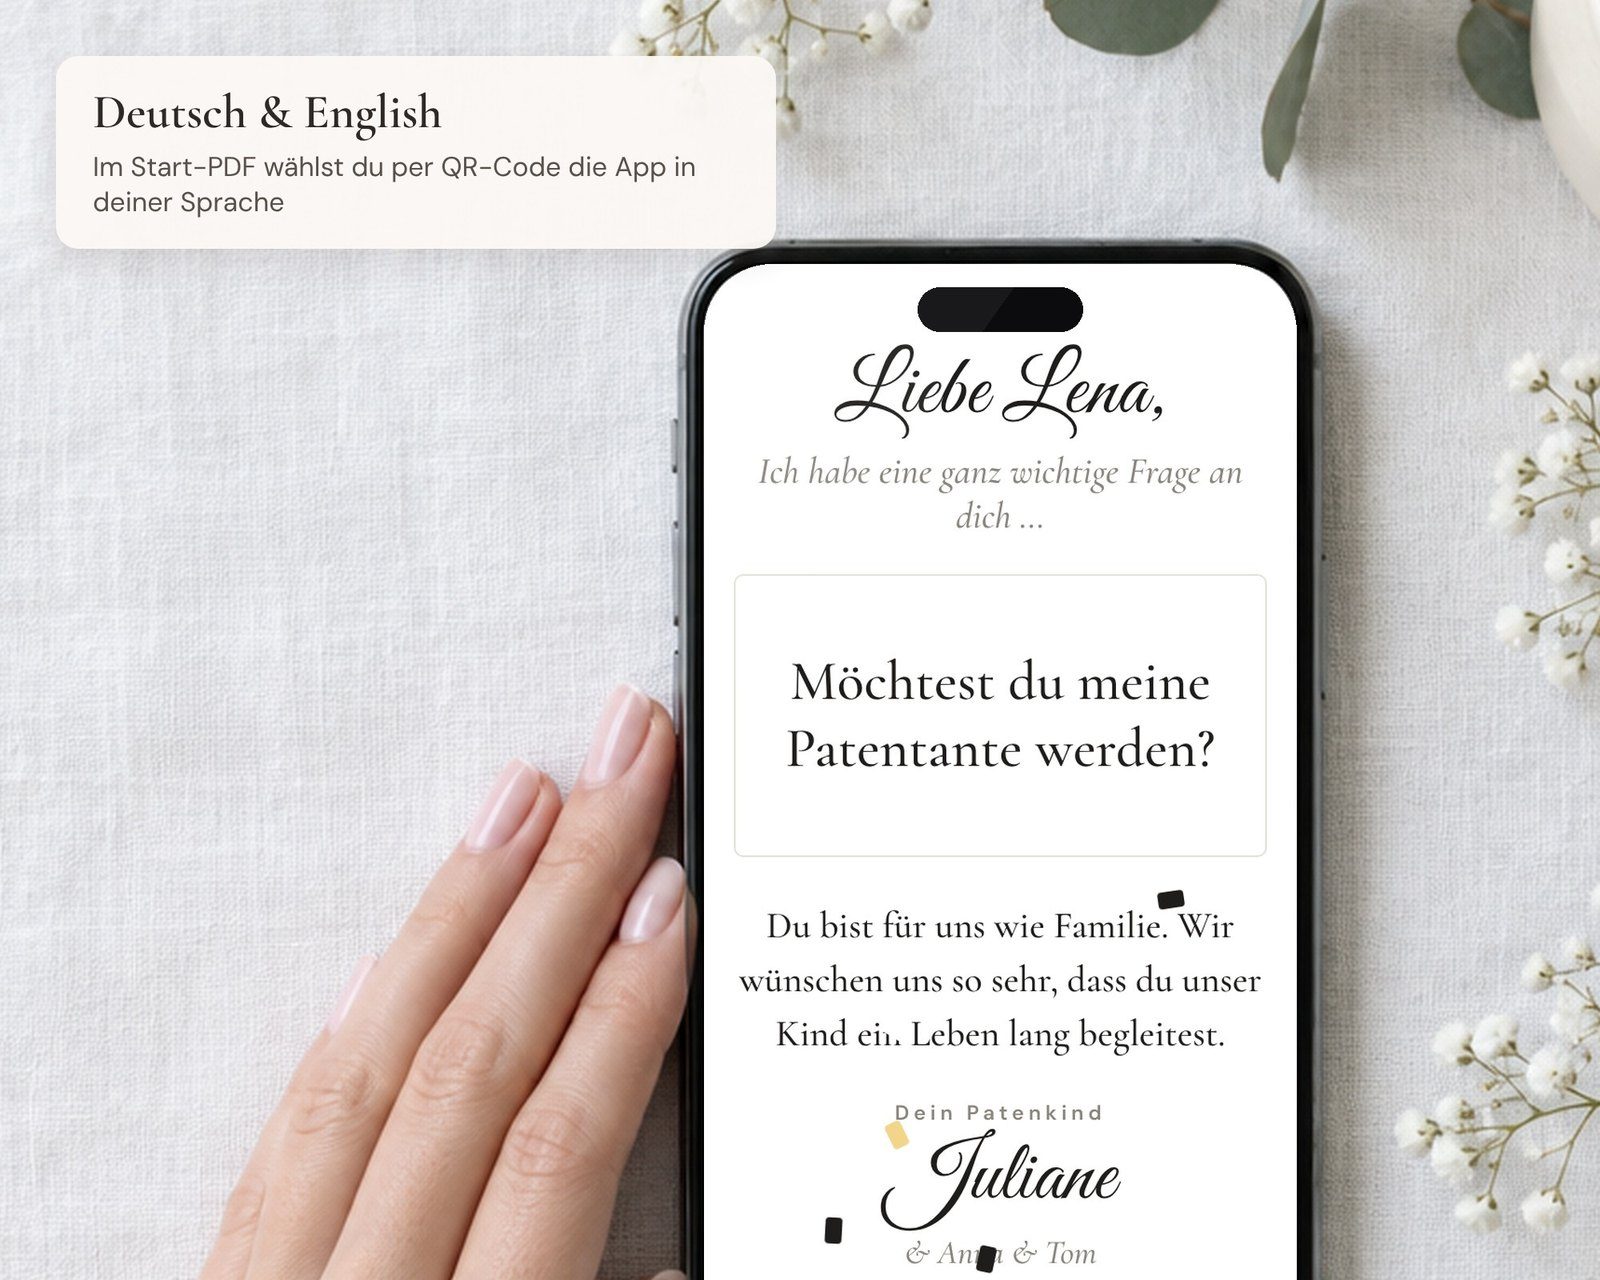 Deutsch & English
Im Start-PDF wählst du per QR-Code die App in
deiner Sprache
Liebe Lena,
Ich habe eine ganz wichtige Frage an
dich ...
Möchtest du meine
Patentante werden?
Du bist für uns wie Familie. Wir
wünschen uns so sehr, dass du unser
Kind ein Leben lang begleitest.
Dein Patenkind
Juliane
& Anna & Tom